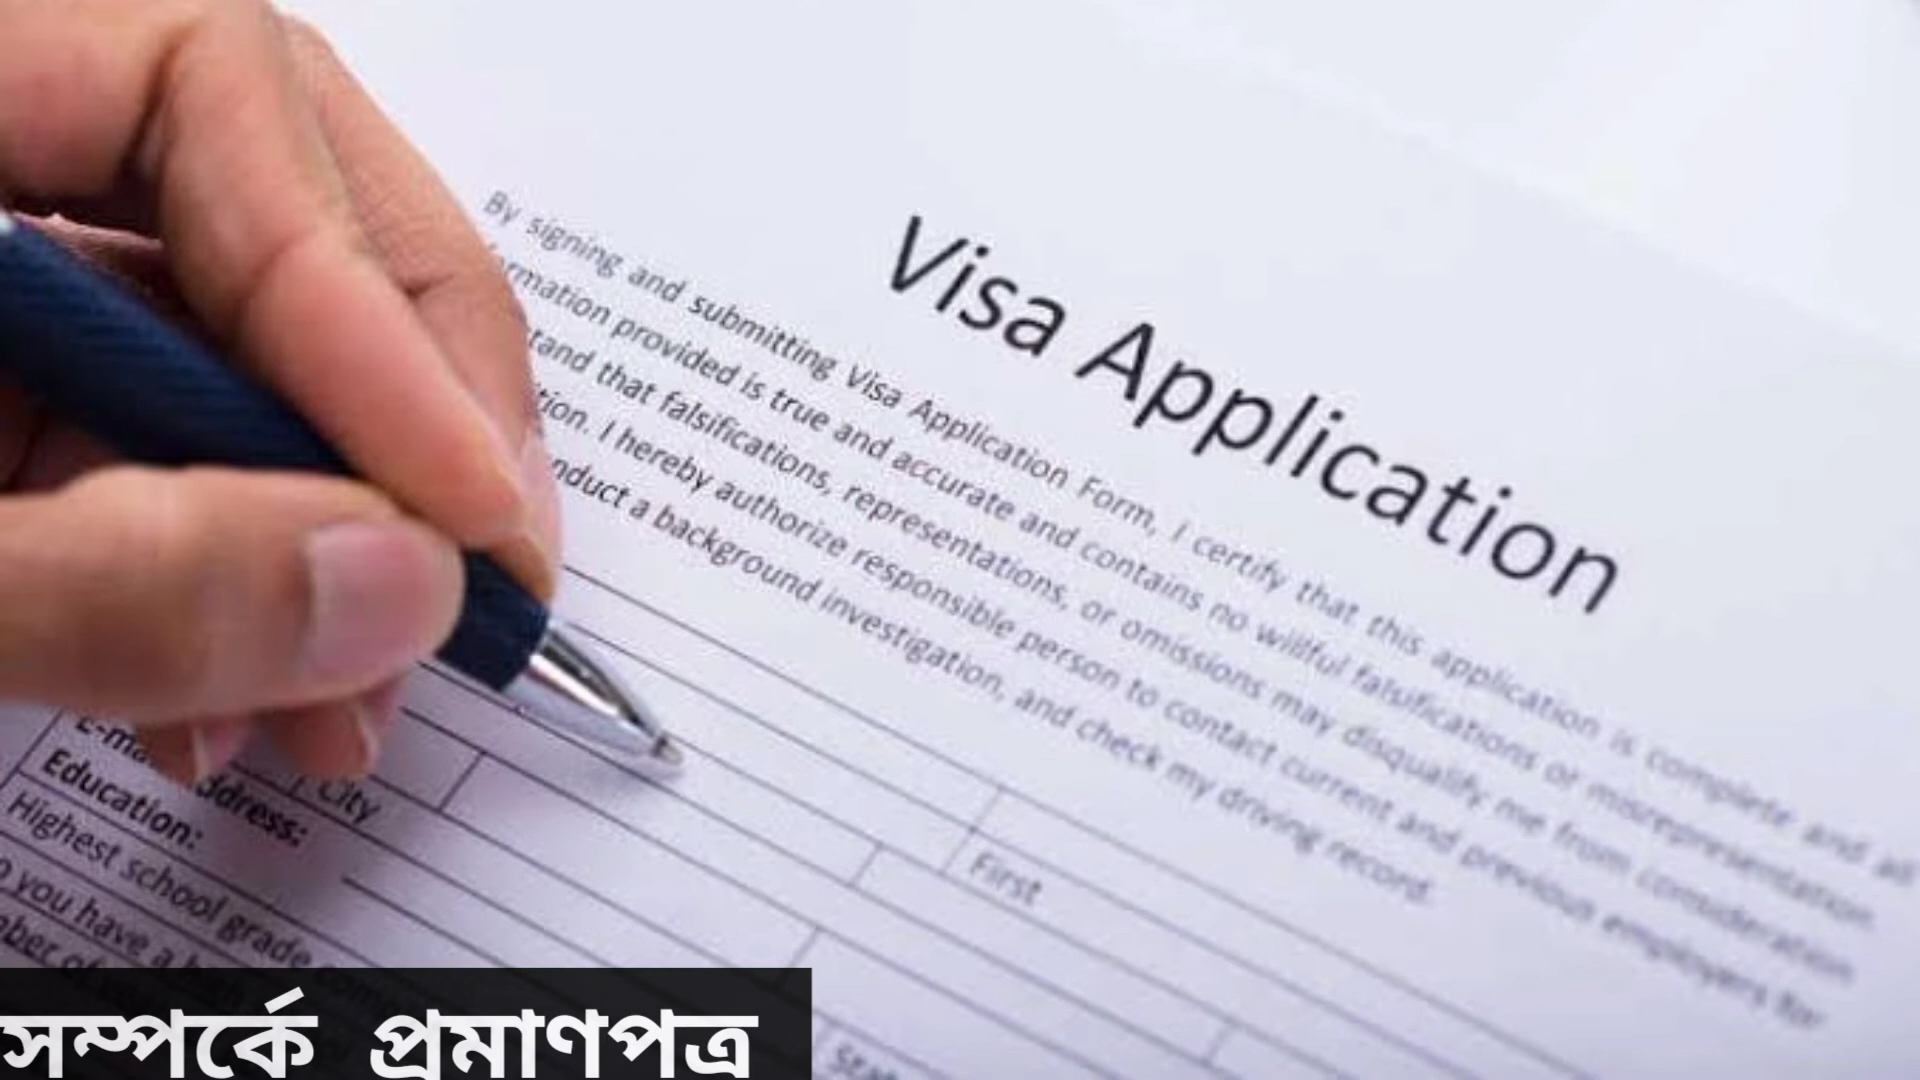 Visa Application
By signing and submitting Visa Application Form, I certify that this application is complete and all
rmation provided is true and accurate and contains no willful falsifications or misrepresentation.
tand that falsifications, representations, or omissions may disqualify me from consideration
tion. I hereby authorize responsible person to contact current and previous employers for
nduct a background investigation, and check my driving record.
First
City
State
E-ma ddress:
Education:
Highest school grade
you have a
সম্পর্কে প্রমাণপত্র